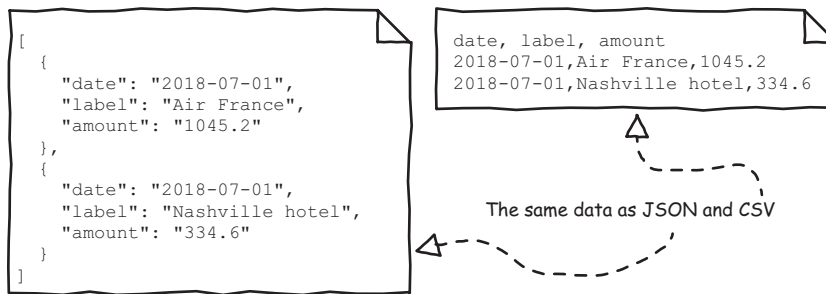 [
  {
    "date": "2018-07-01",
    "label": "Air France",
    "amount": "1045.2"
  },
  {
    "date": "2018-07-01",
    "label": "Nashville hotel",
    "amount": "334.6"
  }
]
date, label, amount
2018-07-01,Air France,1045.2
2018-07-01,Nashville hotel,334.6
The same data as JSON and CSV